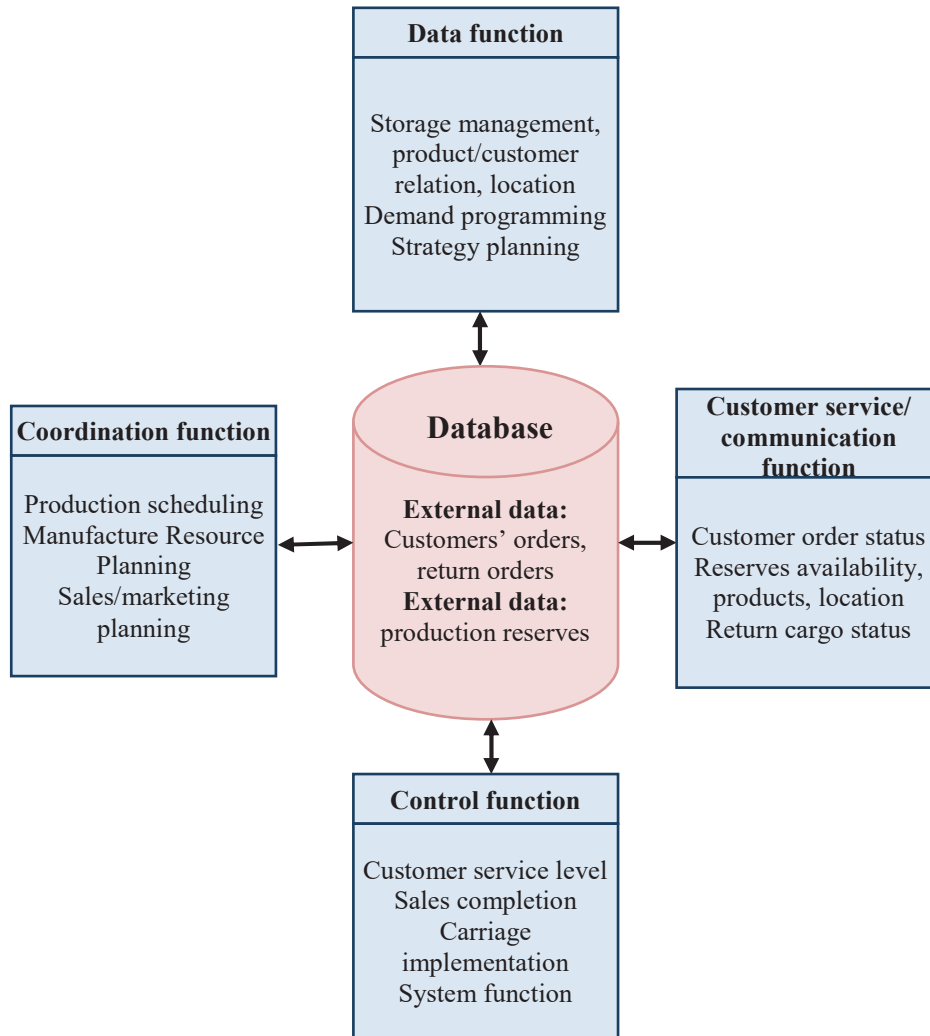 Data function
Storage management,
product/customer
relation, location
Demand programming
Strategy planning
Coordination function
Production scheduling
Manufacture Resource
Planning
Sales/marketing
planning
Database
External data:
Customers’ orders,
return orders
External data:
production reserves
Customer service/
communication
function
Customer order status
Reserves availability,
products, location
Return cargo status
Control function
Customer service level
Sales completion
Carriage
implementation
System function